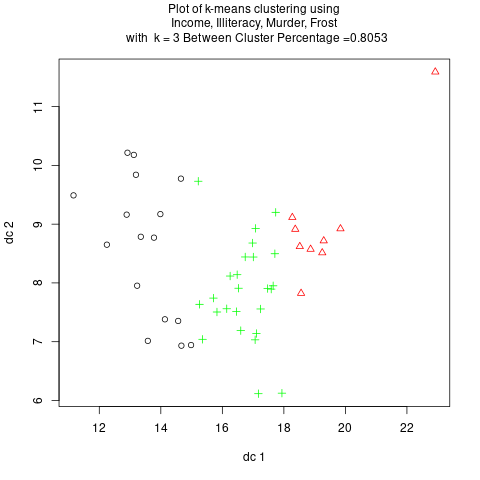 Plot of k-means clustering using
Income, Illiteracy, Murder, Frost
with k = 3 Between Cluster Percentage =0.8053
11
10
9
8
7
6
dc 2
12 14 16 18 20 22
dc 1